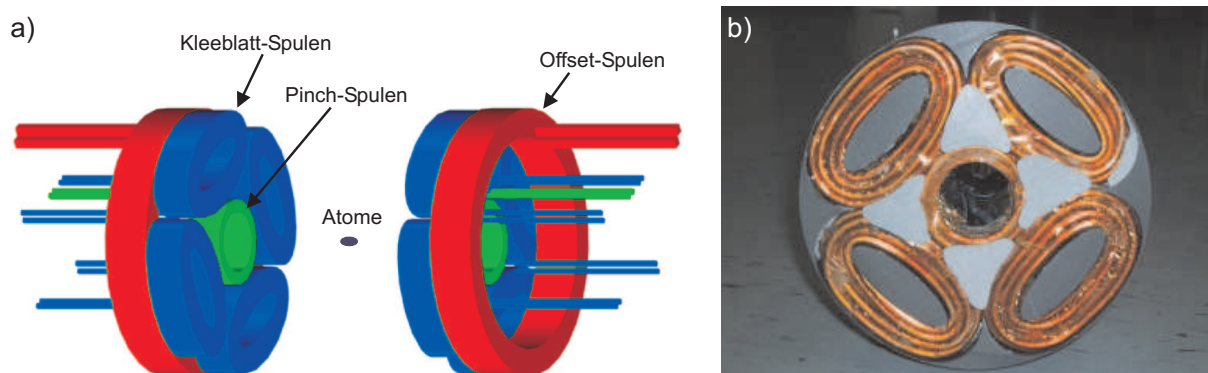 a)
Kleeblatt-Spulen
Pinch-Spulen
Offset-Spulen
Atome
b)